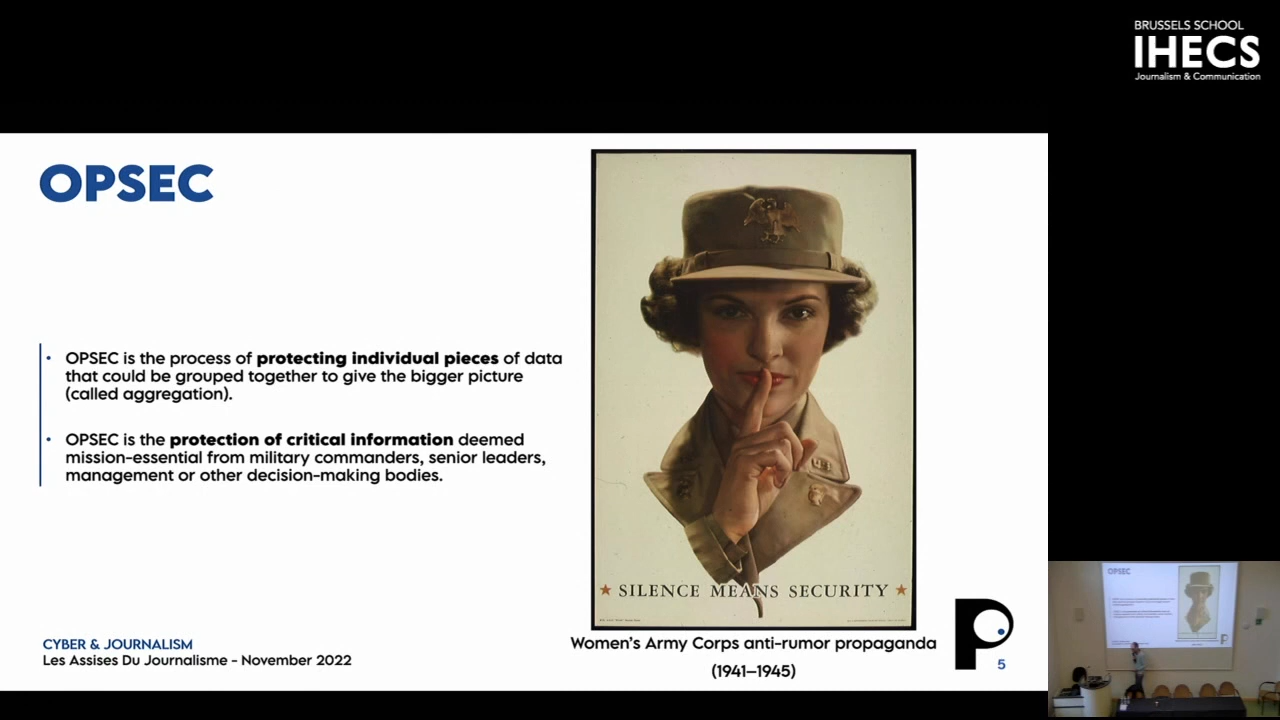 BRUSSELS SCHOOL
IHECS
Journalism & Communication
OPSEC
• OPSEC is the process of protecting individual pieces of data
that could be grouped together to give the bigger picture
(called aggregation).
• OPSEC is the protection of critical information deemed
mission-essential from military commanders, senior leaders,
management or other decision-making bodies.
★ SILENCE MEANS SECURITY ★
Women's Army Corps anti-rumor propaganda
(1941–1945)
CYBER & JOURNALISM
Les Assises Du Journalisme - November 2022
P
5
OPSEC